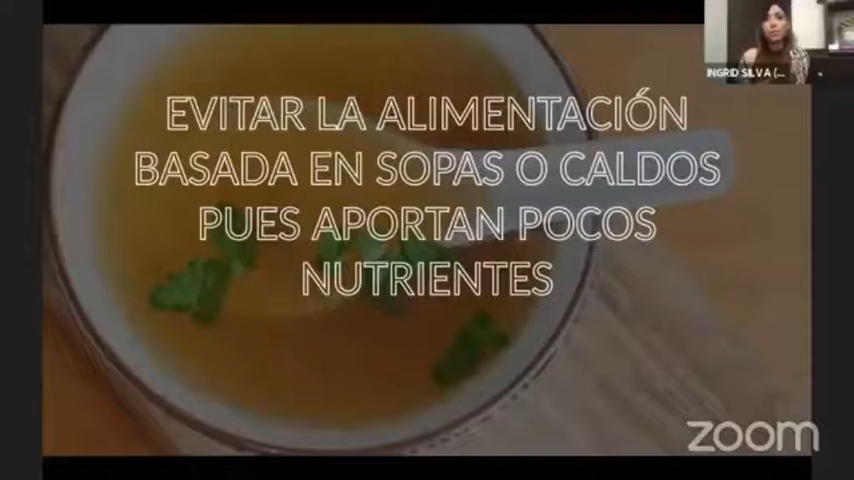 INGRID SILVA (...
EVITAR LA ALIMENTACIÓN
BASADA EN SOPAS O CALDOS
PUES APORTAN POCOS
NUTRIENTES
zoom